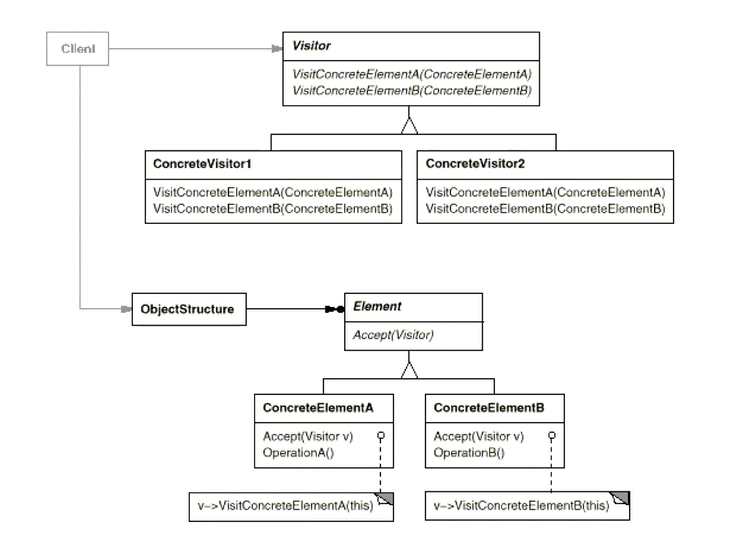 Client
Visitor
VisitConcreteElementA(ConcreteElementA)
VisitConcreteElementB(ConcreteElementB)
ConcreteVisitor1
VisitConcreteElementA(ConcreteElementA)
VisitConcreteElementB(ConcreteElementB)
ConcreteVisitor2
VisitConcreteElementA(ConcreteElementA)
VisitConcreteElementB(ConcreteElementB)
ObjectStructure
Element
Accept(Visitor)
ConcreteElementA
Accept(Visitor v)
OperationA()
ConcreteElementB
Accept(Visitor v)
OperationB()
v–>VisitConcreteElementA(this)
v–>VisitConcreteElementB(this)